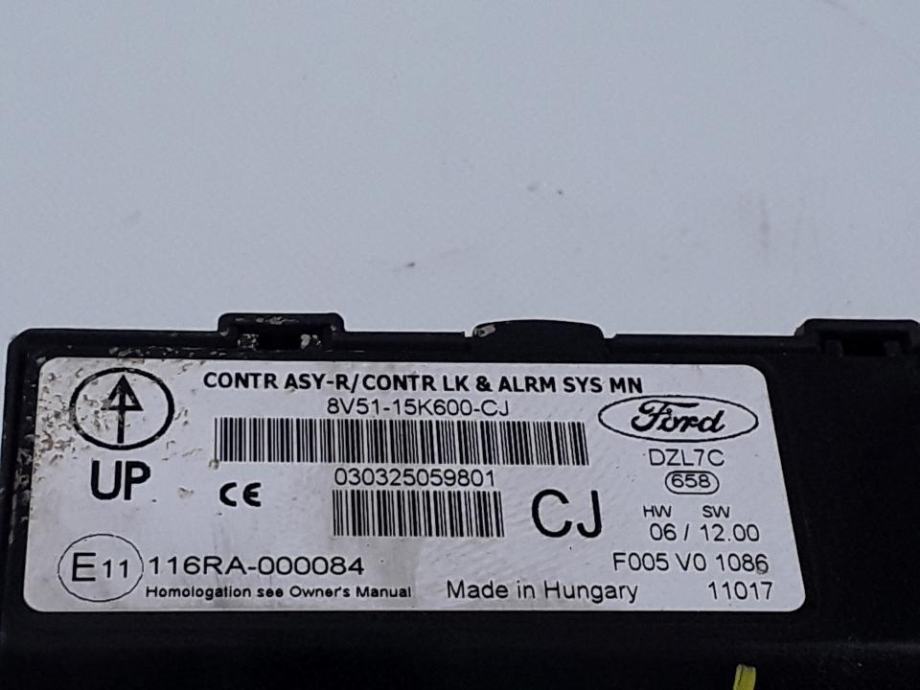 CONTR ASY-R/CONTR LK & ALRM SYS MN
8V51-15K600-CJ
Ford
UP
CE
030325059801
CJ
DZL7C
658
HW SW
06 / 12.00
E11 116RA-000084
F005 V0 1086
Homologation see Owner's Manual
Made in Hungary
11017